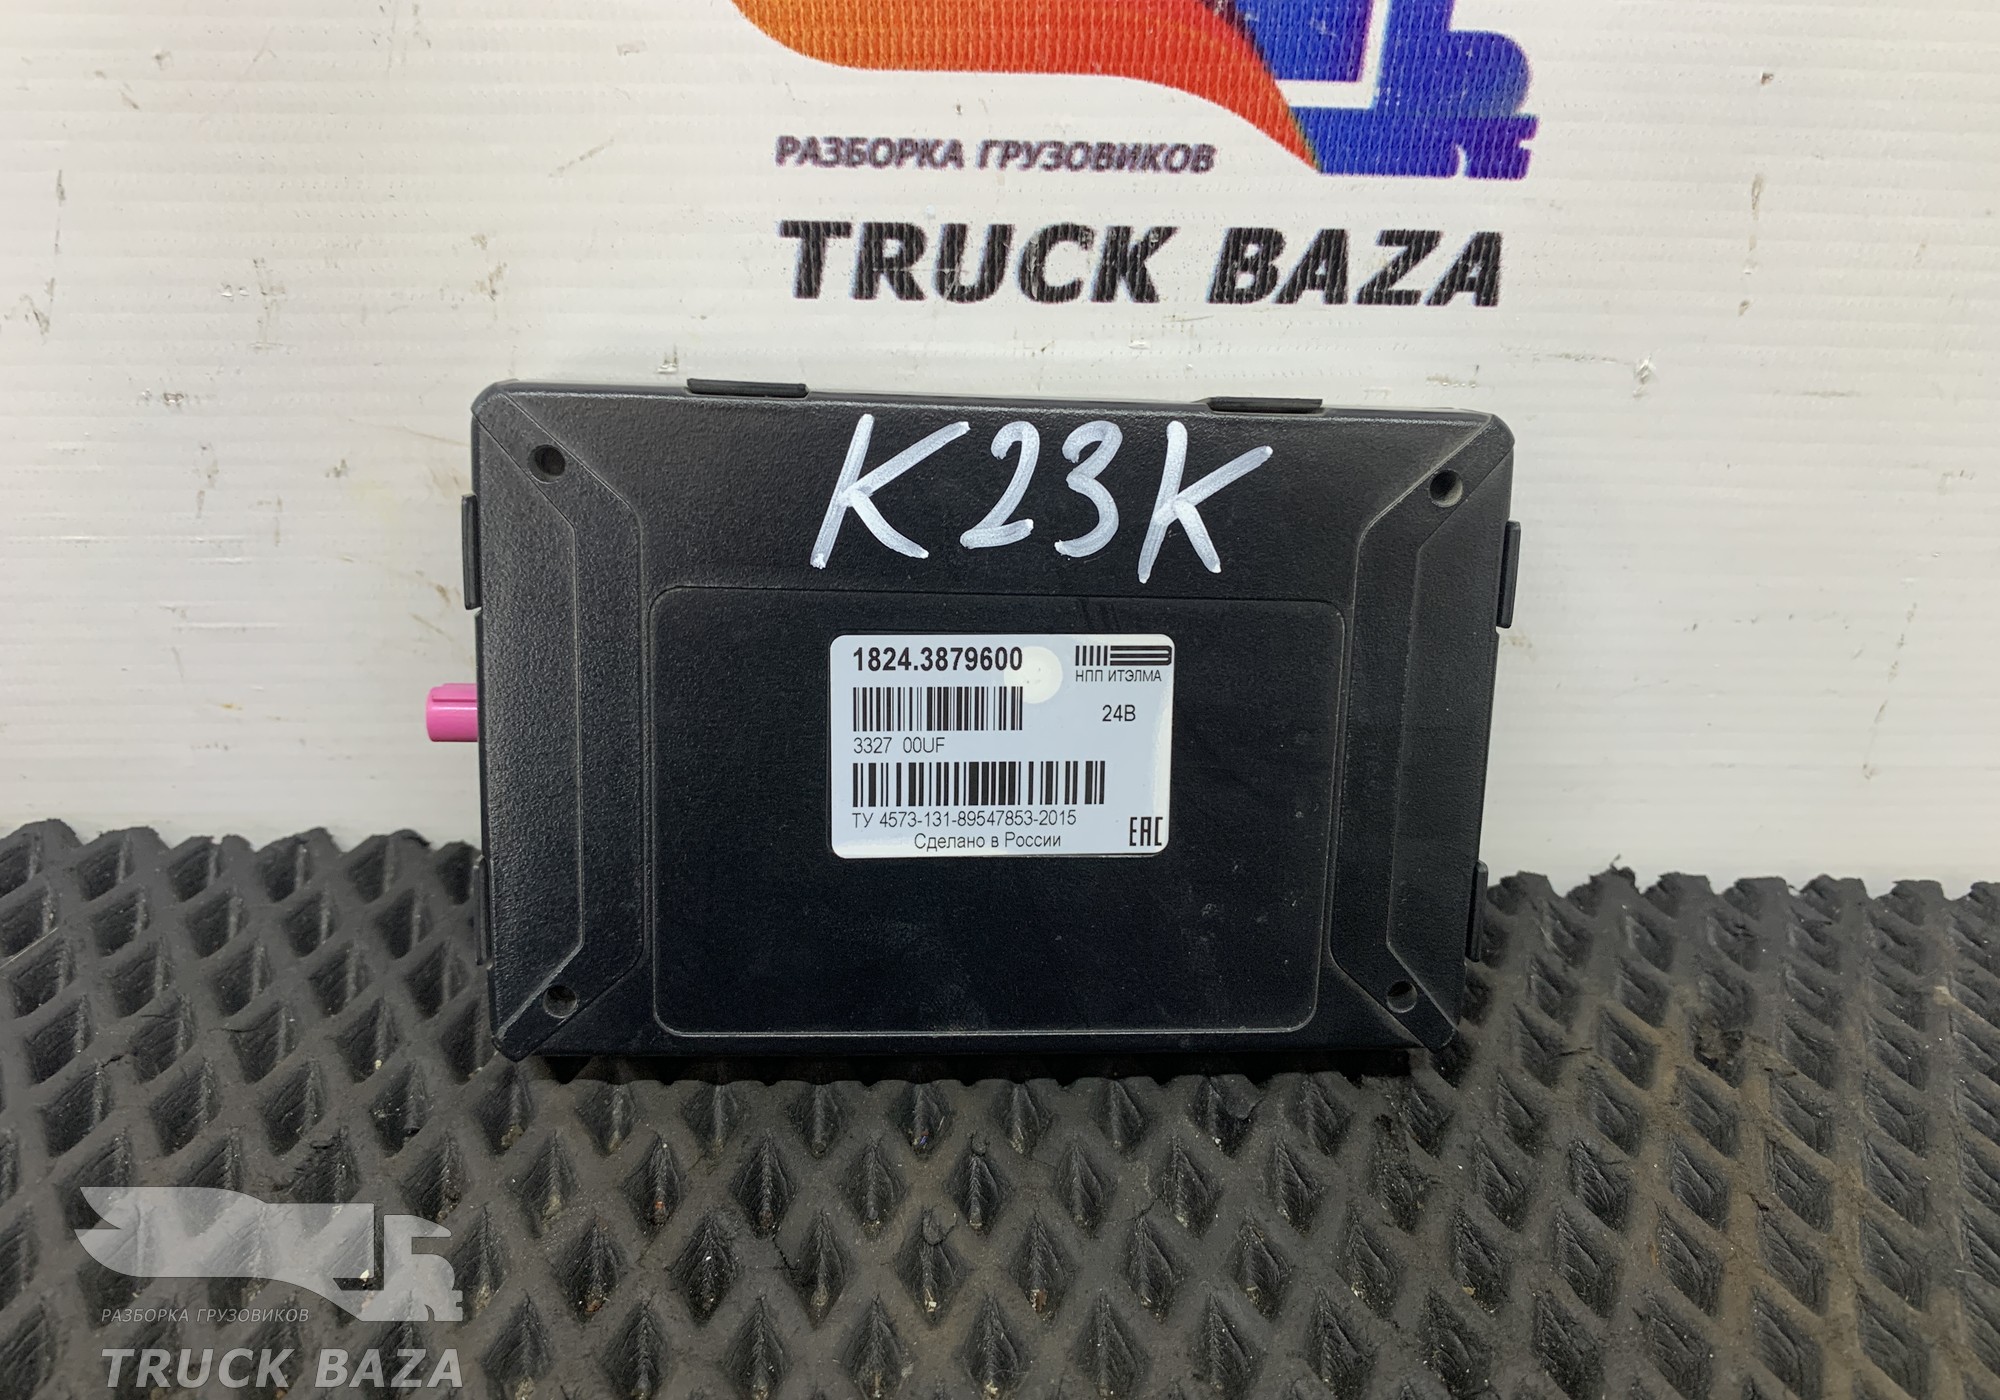 РАЗБОРКА ГРУЗОВИКОВ
TRUCK BAZA
K23K
1824.3879600
НПП ИТЭЛМА
24В
3327 00UF
ТУ 4573-131-89547853-2015
Сделано в России
EAC
РАЗБОРКА ГРУЗОВИКОВ
TRUCK BAZA